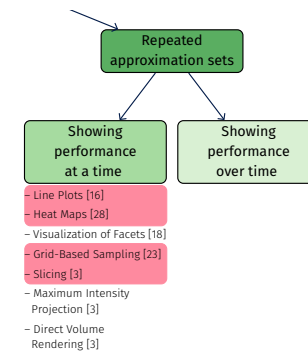 Repeated
approximation sets
Showing
performance
at a time
Showing
performance
over time
– Line Plots [16]
– Heat Maps [28]
– Visualization of Facets [18]
– Grid-Based Sampling [23]
– Slicing [3]
– Maximum Intensity
Projection [3]
– Direct Volume
Rendering [3]